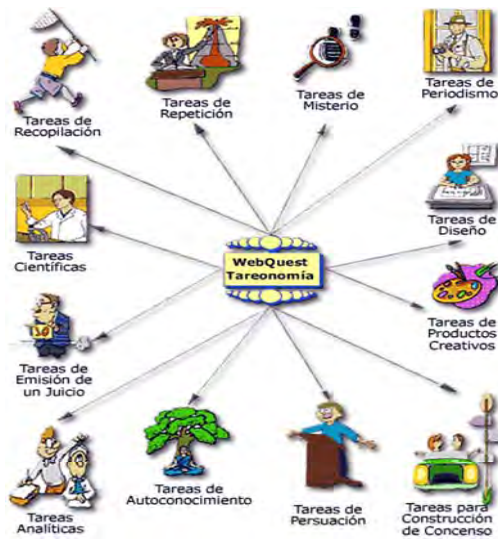 Tareas de
Recopilación
Tareas de
Repetición
Tareas de
Misterio
Tareas de
Periodismo
Tareas
Científicas
WebQuest
Tareonomía
Tareas de
Diseño
Tareas de
Productos
Creativos
Tareas de
Emisión de
un Juicio
Tareas
Analíticas
Tareas de
Autoconocimiento
Tareas de
Persuación
Tareas para
Construcción
de Concenso